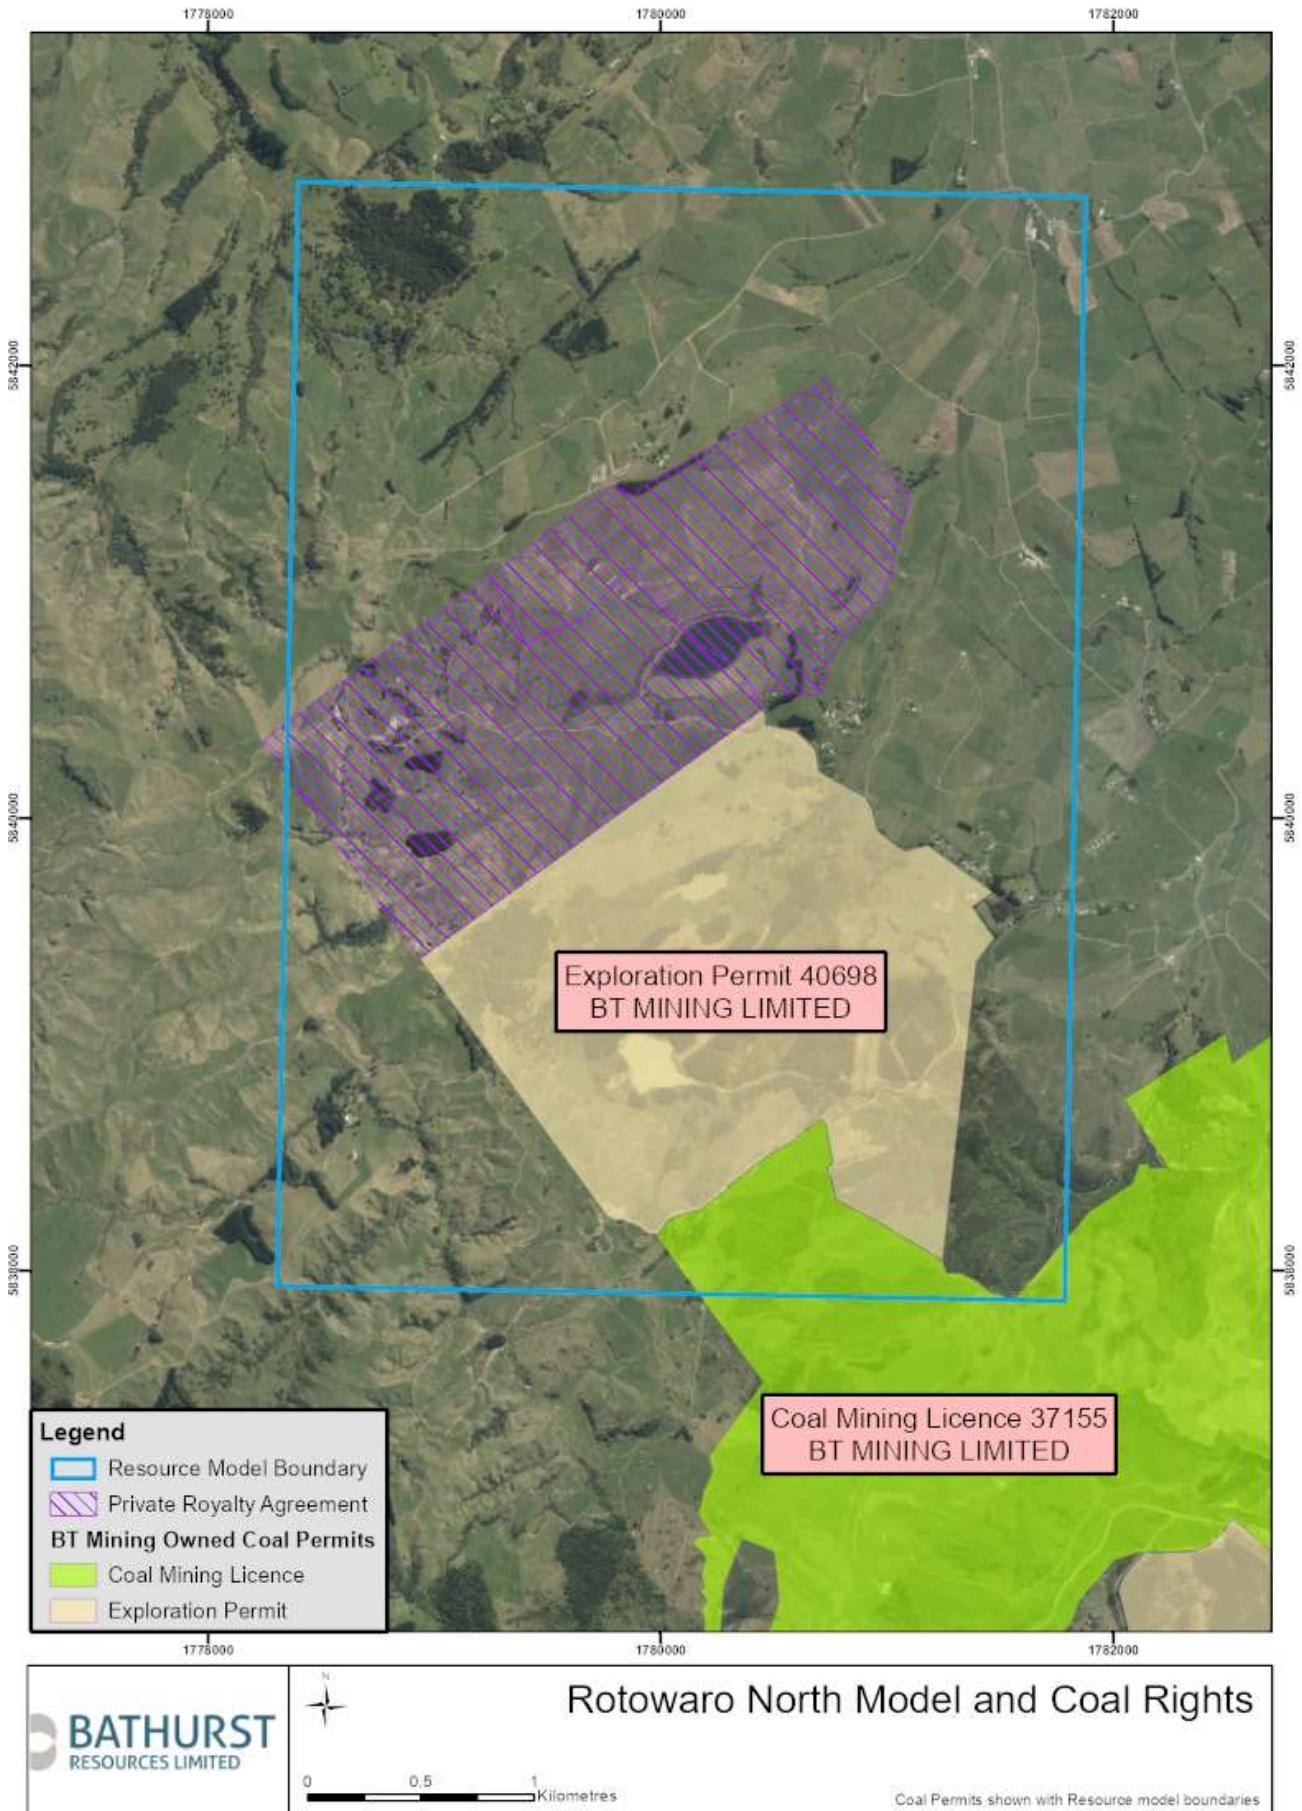 1778000
1780000
1782000
5842000
5842000
5840000
5840000
Exploration Permit 40698
BT MINING LIMITED
5838000
5838000
Coal Mining Licence 37155
BT MINING LIMITED
Legend
Resource Model Boundary
Private Royalty Agreement
BT Mining Owned Coal Permits
Coal Mining Licence
Exploration Permit
1778000
1780000
1782000
BATHURST
RESOURCES LIMITED
N
Rotowaro North Model and Coal Rights
0
0.5
1
Kilometres
Coal Permits shown with Resource model boundaries